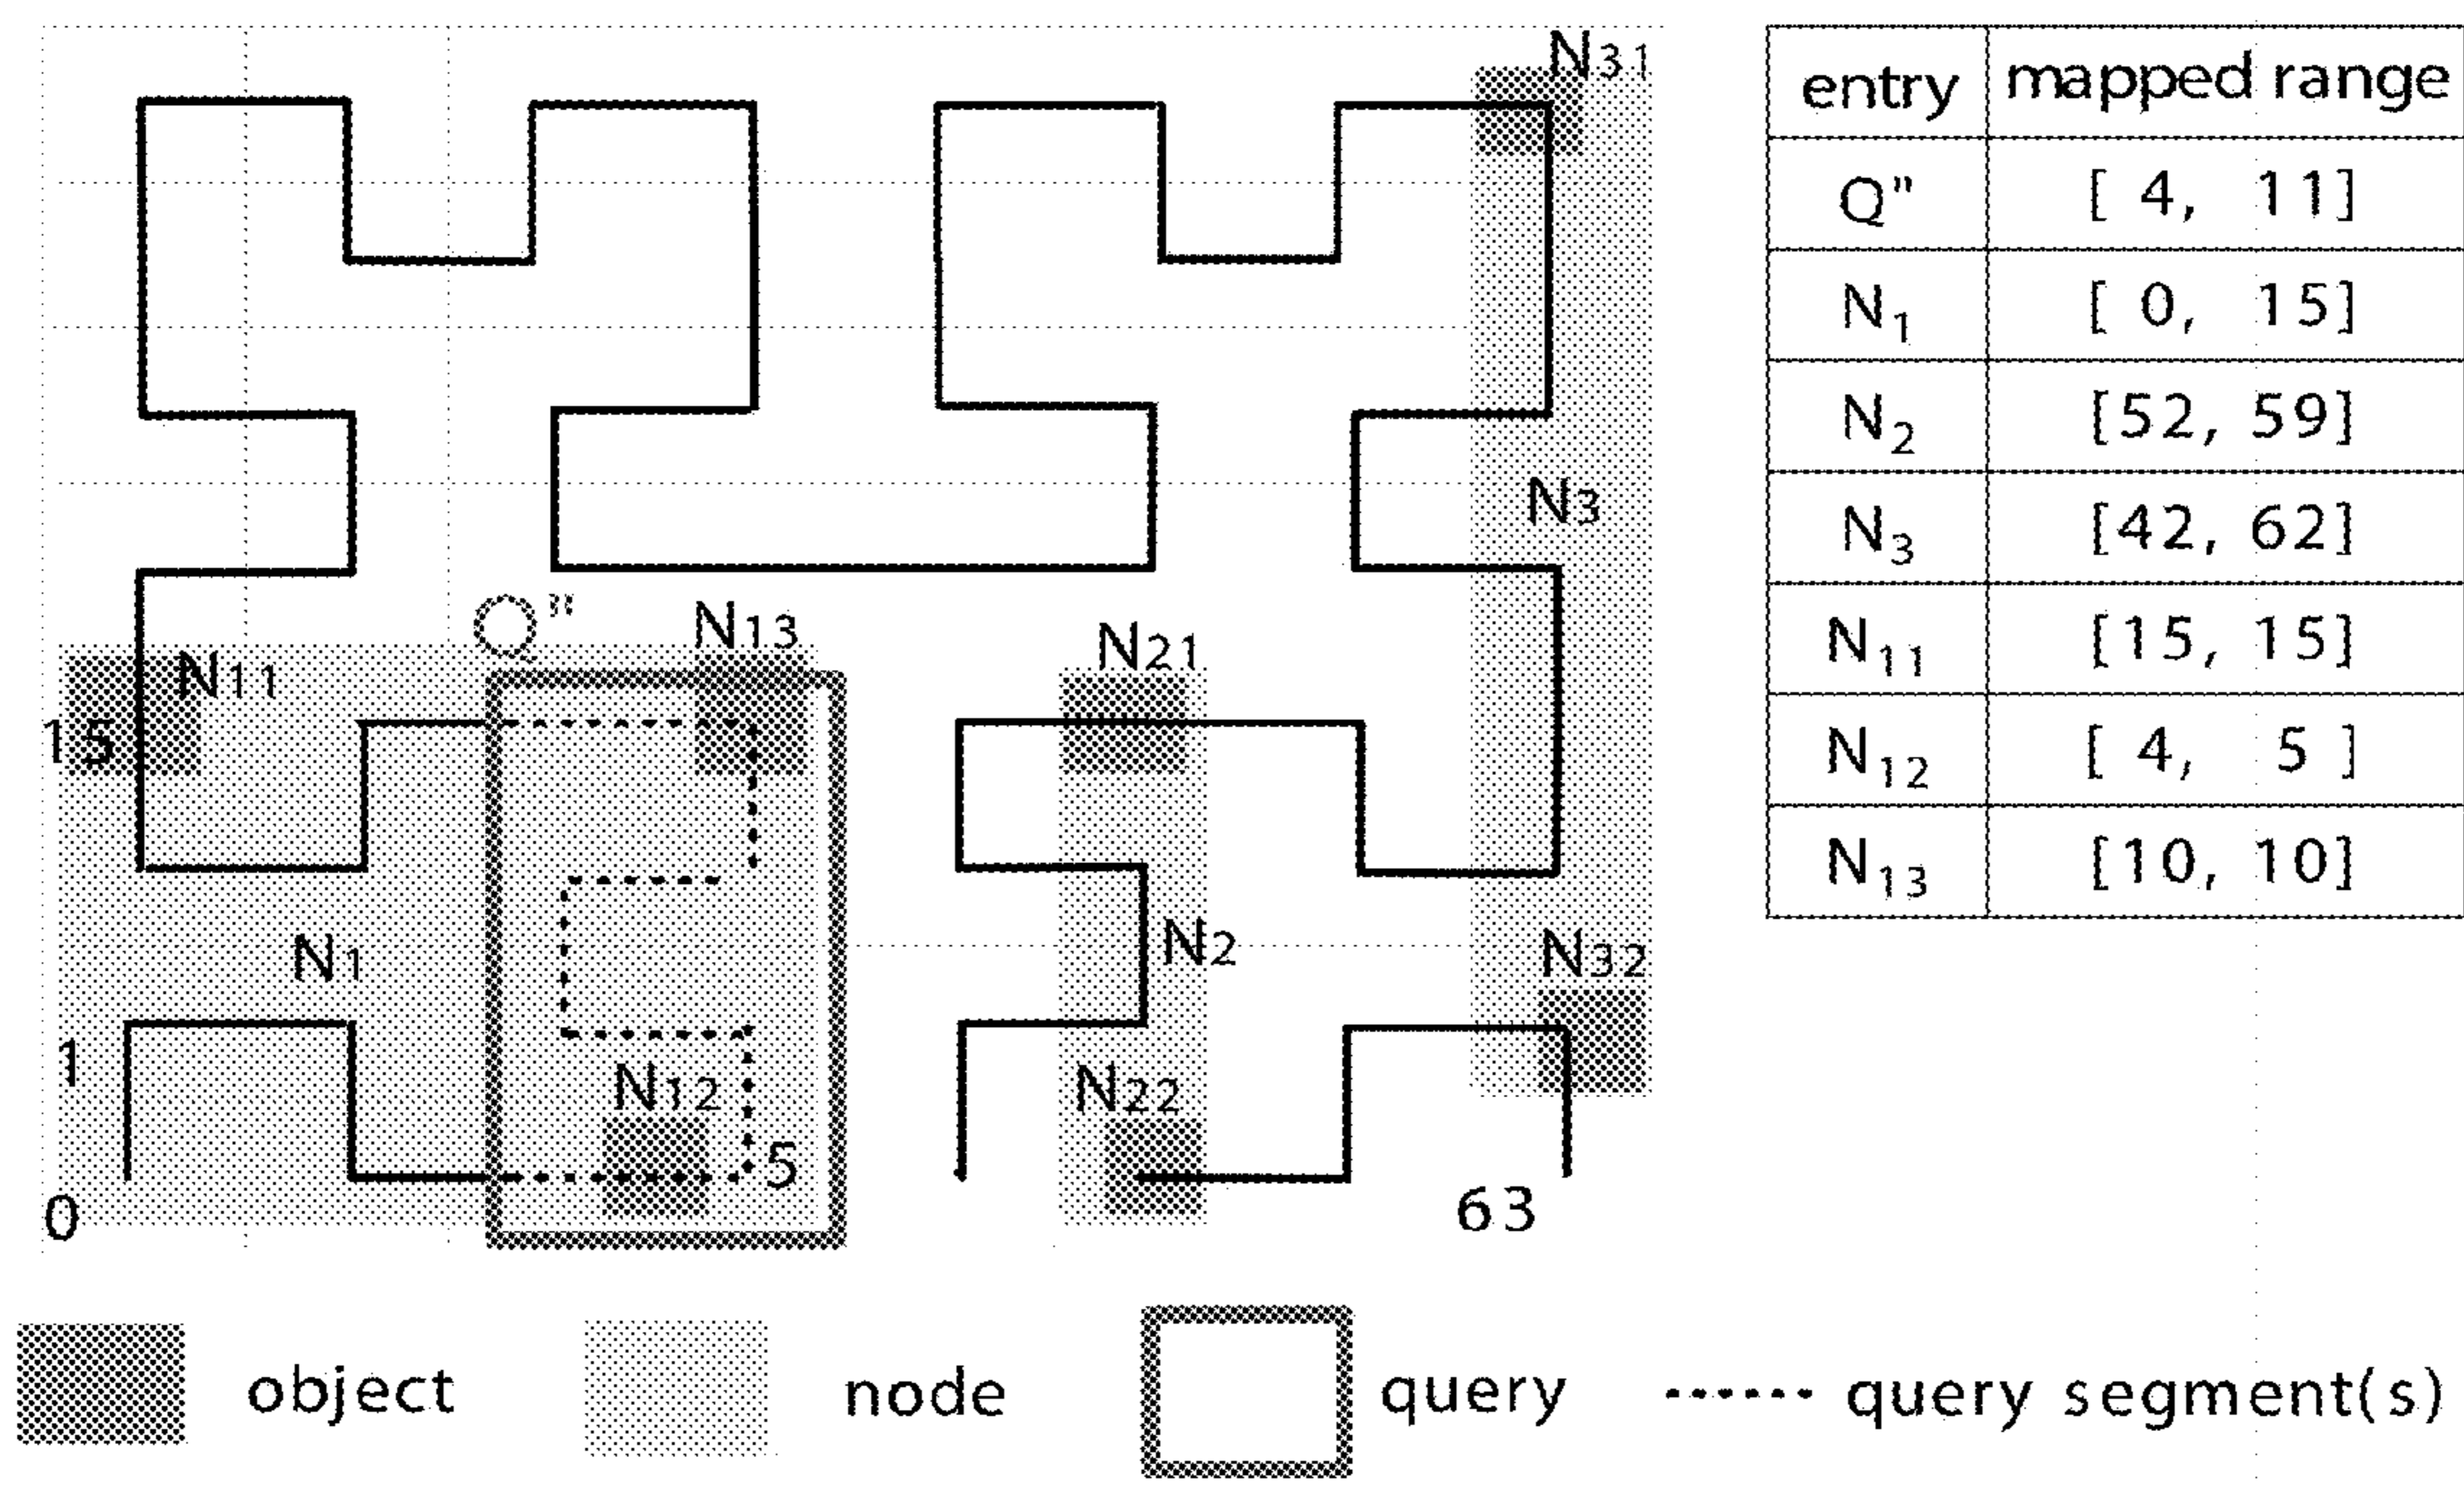 N31
Q"
N13
N11
N21
15
N3
N1
N2
N32
1
N12
N22
5
0
63
entry mapped range
Q" [ 4, 11]
N1 [ 0, 15]
N2 [52, 59]
N3 [42, 62]
N11 [15, 15]
N12 [ 4, 5 ]
N13 [10, 10]
object node query query segment(s)